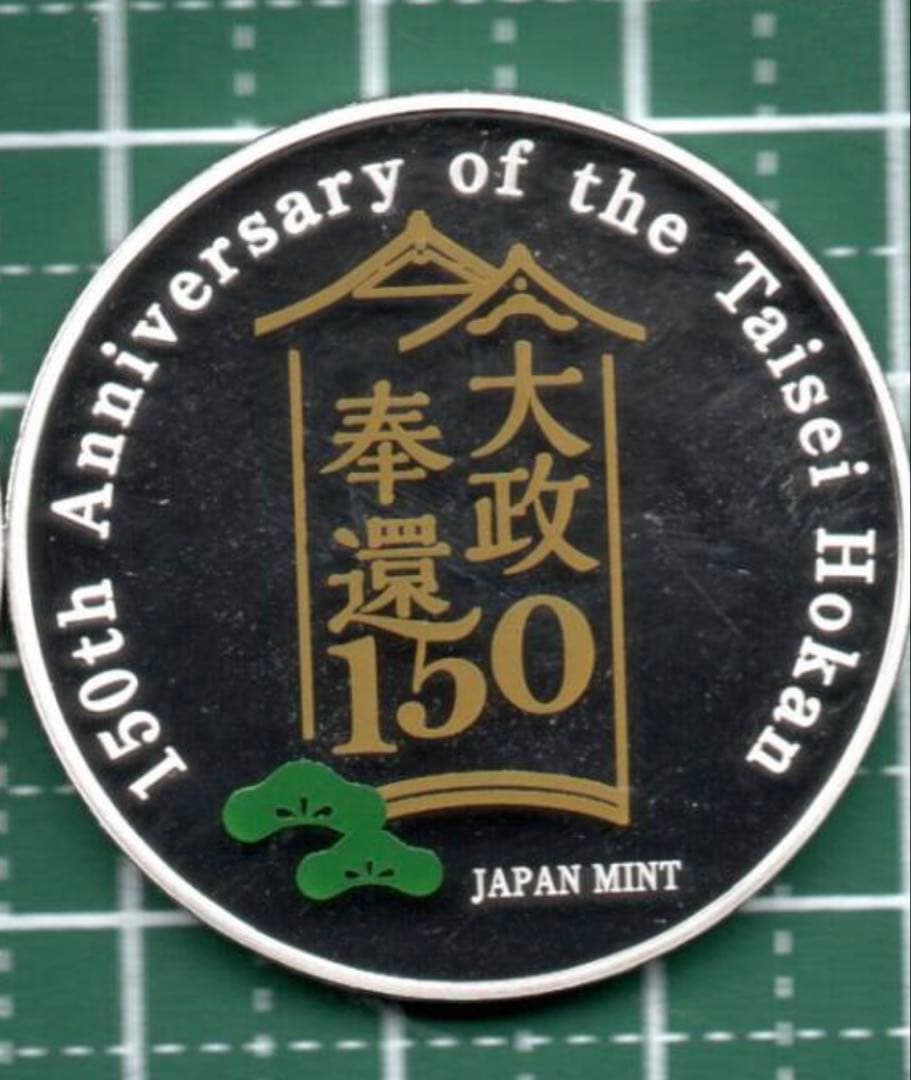 150th Anniversary of the Taisei Hokan
大政
奉還
150
JAPAN MINT